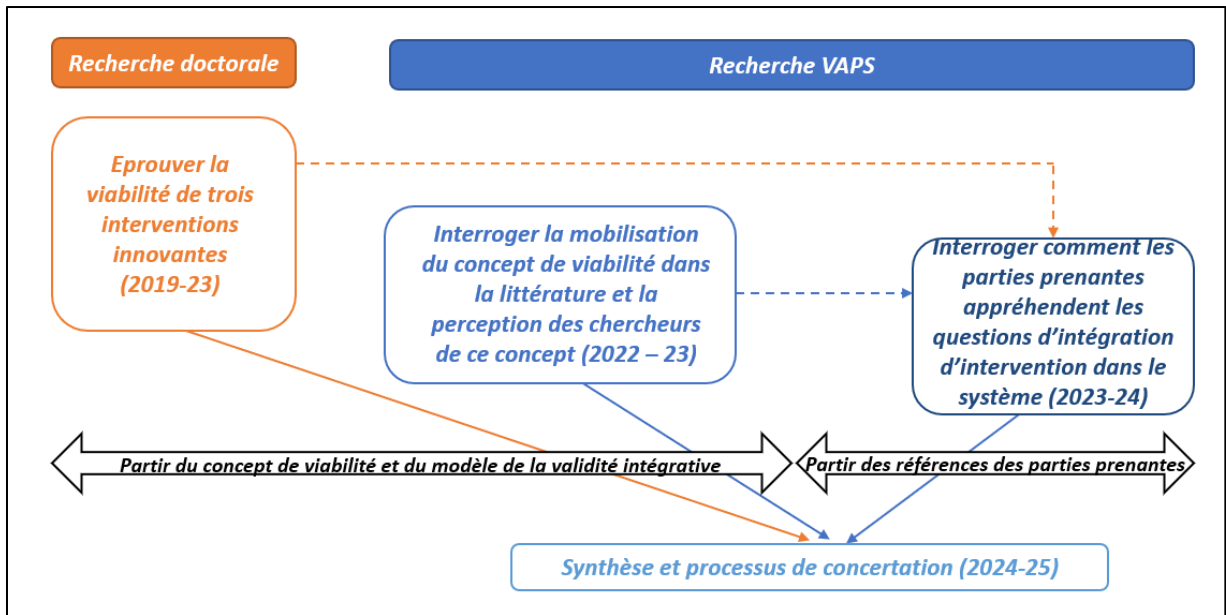 Recherche doctorale
Recherche VAPS
Eprouver la
viabilité de trois
interventions
innovantes
(2019-23)
Interroger la mobilisation
du concept de viabilité dans
la littérature et la
perception des chercheurs
de ce concept (2022 – 23)
Interroger comment les
parties prenantes
appréhendent les
questions d’intégration
d’intervention dans le
système (2023-24)
Partir du concept de viabilité et du modèle de la validité intégrative
Partir des références des parties prenantes
Synthèse et processus de concertation (2024-25)